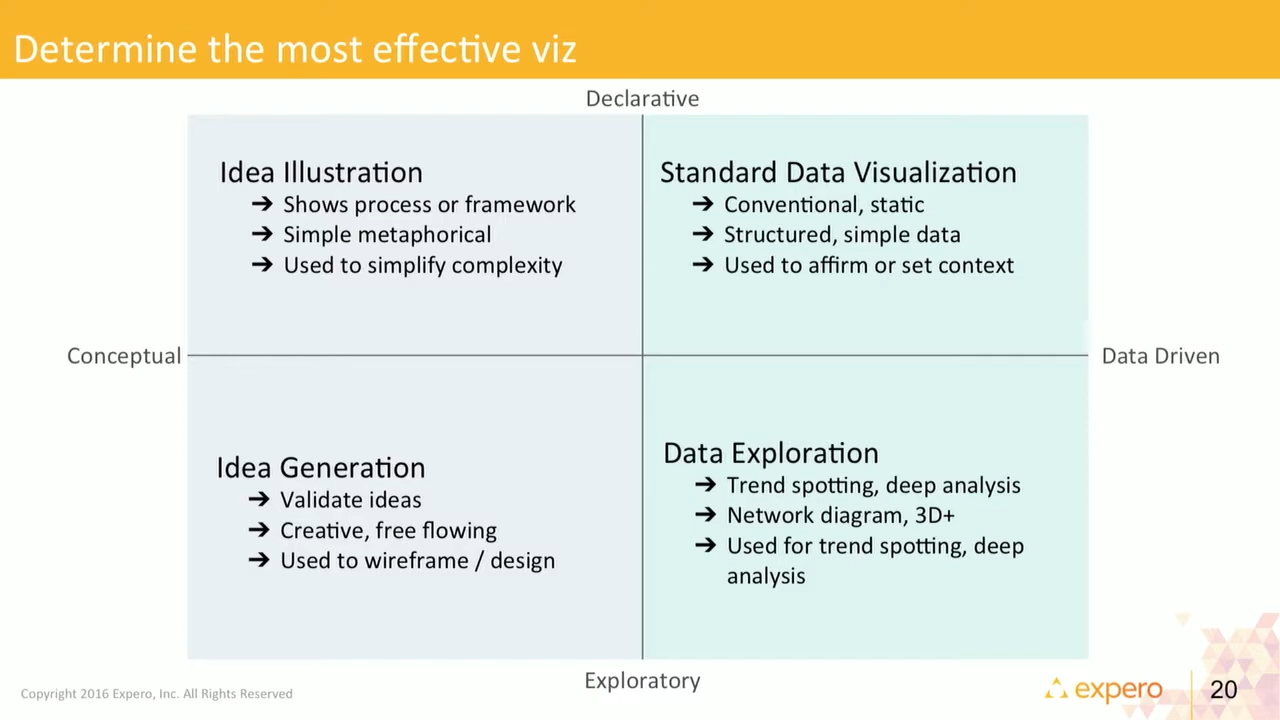 Determine the most effective viz
Declarative
Idea Illustration
➔ Shows process or framework
➔ Simple metaphorical
➔ Used to simplify complexity
Standard Data Visualization
➔ Conventional, static
➔ Structured, simple data
➔ Used to affirm or set context
Conceptual
Data Driven
Idea Generation
➔ Validate ideas
➔ Creative, free flowing
➔ Used to wireframe / design
Data Exploration
➔ Trend spotting, deep analysis
➔ Network diagram, 3D+
➔ Used for trend spotting, deep
analysis
Exploratory
Copyright 2016 Expero, Inc. All Rights Reserved
expero
20